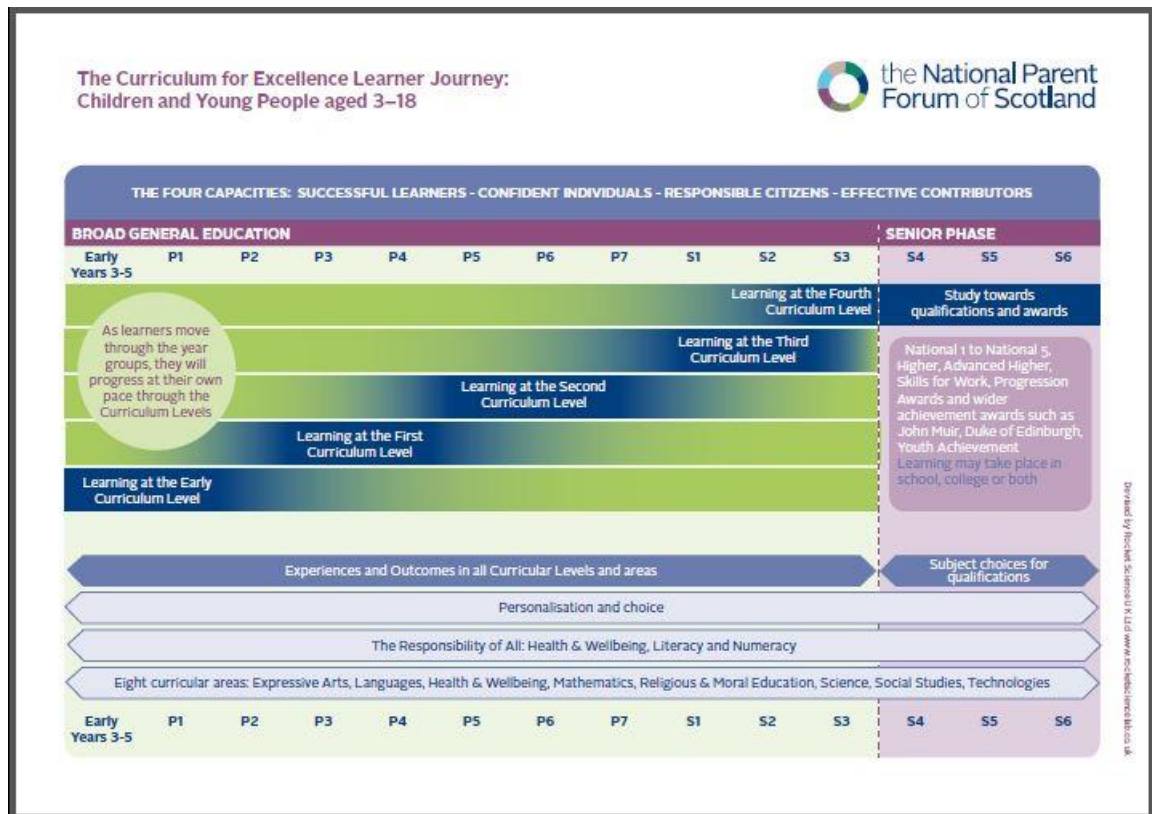 The Curriculum for Excellence Learner Journey:
Children and Young People aged 3–18
the National Parent
Forum of Scotland
THE FOUR CAPACITIES: SUCCESSFUL LEARNERS - CONFIDENT INDIVIDUALS - RESPONSIBLE CITIZENS - EFFECTIVE CONTRIBUTORS
BROAD GENERAL EDUCATION
SENIOR PHASE
Early Years 3-5 P1 P2 P3 P4 P5 P6 P7 S1 S2 S3 S4 S5 S6
As learners move
through the year
groups, they will
progress at their own
pace through the
Curriculum Levels
Learning at the Fourth
Curriculum Level
Learning at the Third
Curriculum Level
Learning at the Second
Curriculum Level
Learning at the First
Curriculum Level
Learning at the Early
Curriculum Level
Study towards
qualifications and awards
National 1 to National 5,
Higher, Advanced Higher,
Skills for Work, Progression
Awards and wider
achievement awards such as
John Muir, Duke of Edinburgh,
Youth Achievement
Learning may take place in
school, college or both
Experiences and Outcomes in all Curricular Levels and areas
Subject choices for
qualifications
Personalisation and choice
The Responsibility of All: Health & Wellbeing, Literacy and Numeracy
Eight curricular areas: Expressive Arts, Languages, Health & Wellbeing, Mathematics, Religious & Moral Education, Science, Social Studies, Technologies
Early Years 3-5 P1 P2 P3 P4 P5 P6 P7 S1 S2 S3 S4 S5 S6
Devised by Rocket Science UK Ltd www.rocketsciencelab.co.uk